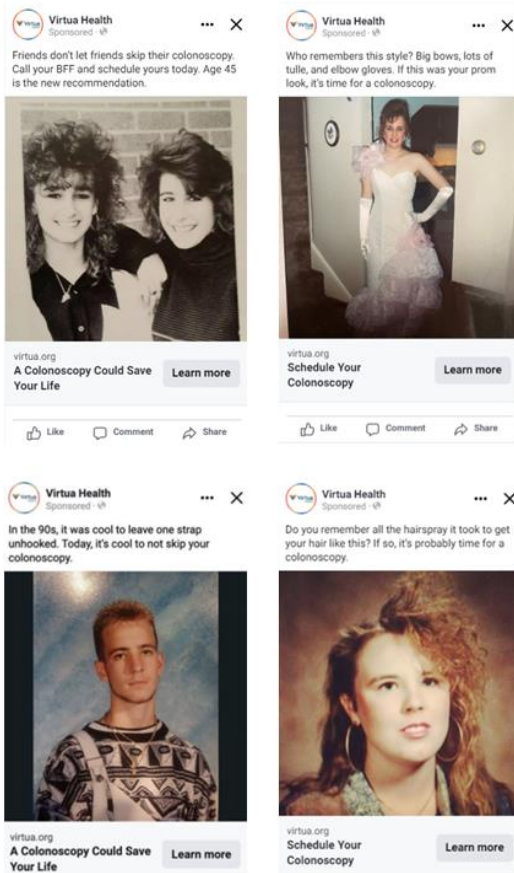 Virtua Health
Sponsored ·
Friends don't let friends skip their colonoscopy.
Call your BFF and schedule yours today. Age 45
is the new recommendation.
virtua.org
A Colonoscopy Could Save
Your Life
Learn more
Like
Comment
Share
Virtua Health
Sponsored ·
Who remembers this style? Big bows, lots of
tulle, and elbow gloves. If this was your prom
look, it's time for a colonoscopy.
virtua.org
Schedule Your
Colonoscopy
Learn more
Like
Comment
Share
Virtua Health
Sponsored ·
In the 90s, it was cool to leave one strap
unhooked. Today, it's cool to not skip your
colonoscopy.
virtua.org
A Colonoscopy Could Save
Your Life
Learn more
Virtua Health
Sponsored ·
Do you remember all the hairspray it took to get
your hair like this? If so, it's probably time for a
colonoscopy.
virtua.org
Schedule Your
Colonoscopy
Learn more